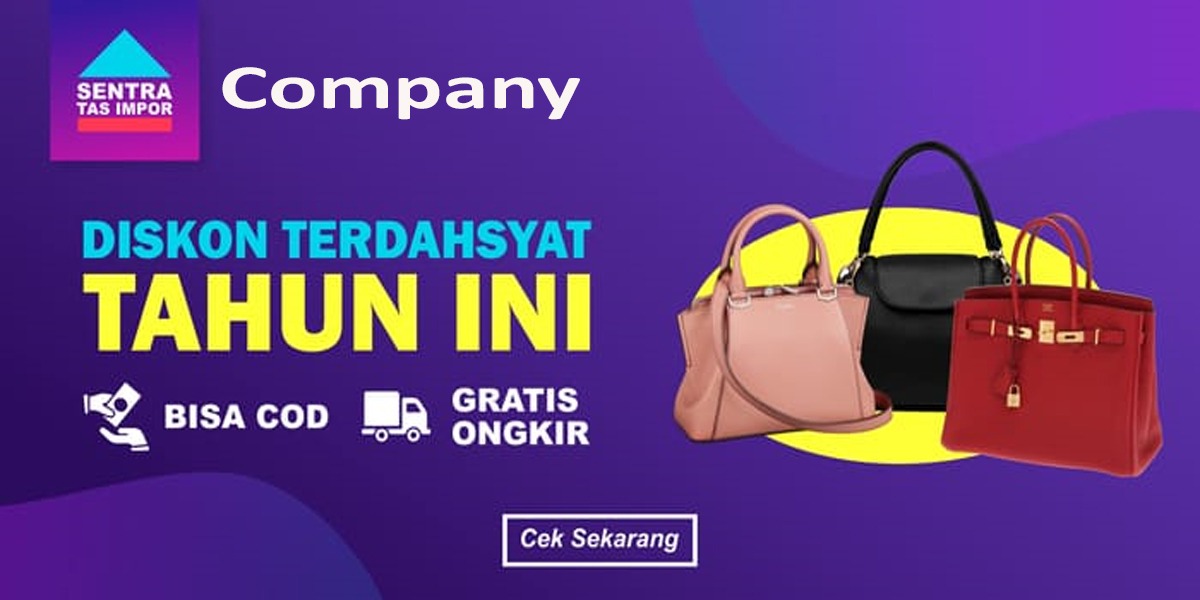 SENTRA
TAS IMPOR
Company
DISKON TERDAHSYAT
TAHUN INI
BISA COD
GRATIS
ONGKIR
Cek Sekarang